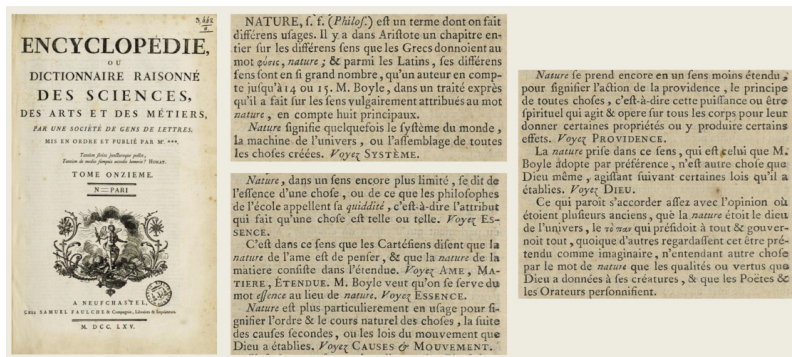 ENCYCLOPÉDIE,
OU
DICTIONNAIRE RAISONNÉ
DES SCIENCES,
DES ARTS ET DES MÉTIERS,
PAR UNE SOCIÉTÉ DE GENS DE LETTRES.
MIS EN ORDRE ET PUBLIÉ PAR Mr. ***.
Tantùm series juncturaque pollet,
Tantùm de medio sumptis accedit honoris! HORAT.
TOME ONZIEME.
N=PARI
A NEUFCHASTEL,
Chez SAMUEL FAULCHE & Compagnie, Libraires & Imprimeurs.
M. DCC. LXV.
NATURE, ſ. f. (Philoſ.) eſt un terme dont on fait
différens uſages. Il y a dans Ariſtote un chapitre en-
tier ſur les différens ſens que les Grecs donnoient au
mot φύσις, nature; & parmi les Latins, ſes différens
ſens ſont en ſi grand nombre, qu'un auteur en comp-
te juſqu'à 14 ou 15. M. Boyle, dans un traité exprès
qu'il a fait ſur les ſens vulgairement attribués au mot
nature, en compte huit principaux.
Nature ſignifie quelquefois le ſyſtème du monde,
la machine de l'univers, ou l'aſſemblage de toutes
les choſes créées. Voyez SYSTÈME.
Nature, dans un ſens encore plus limité, ſe dit de
l'eſſence d'une choſe, ou de ce que les philoſophes
de l'école appellent ſa quiddité, c'eſt-à-dire l'attribut
qui fait qu'une choſe eſt telle ou telle. Voyez ES-
SENCE.
C'eſt dans ce ſens que les Cartéſiens diſent que la
nature de l'ame eſt de penſer, & que la nature de la
matiere conſiſte dans l'étendue. Voyez AME, MA-
TIERE, ÉTENDUE. M. Boyle veut qu'on ſe ſerve du
mot eſſence au lieu de nature. Voyez ESSENCE.
Nature eſt plus particulierement en uſage pour ſi-
gnifier l'ordre & le cours naturel des choſes, la ſuite
des cauſes ſecondes, ou les lois du mouvement que
Dieu a établies. Voyez CAUSES & MOUVEMENT.
Nature ſe prend encore en un ſens moins étendu,
pour ſignifier l'action de la providence, le principe
de toutes choſes, c'eſt-à-dire cette puiſſance ou être
ſpirituel qui agit & opere ſur tous les corps pour leur
donner certaines propriétés ou y produire certains
effets. Voyez PROVIDENCE.
La nature priſe dans ce ſens, qui eſt celui que M.
Boyle adopte par préférence, n'eſt autre choſe que
Dieu même, agiſſant ſuivant certaines lois qu'il a
établies. Voyez DIEU.
Ce qui paroît s'accorder aſſez avec l'opinion où
étoient pluſieurs anciens, que la nature étoit le dieu
de l'univers, le τὸ παν qui préſidoit à tout & gouver-
noit tout, quoique d'autres regardaſſent cet être pré-
tendu comme imaginaire, n'entendant autre choſe
par le mot de nature que les qualités ou vertus que
Dieu a données à ſes créatures, & que les Poëtes &
les Orateurs perſonnifient.